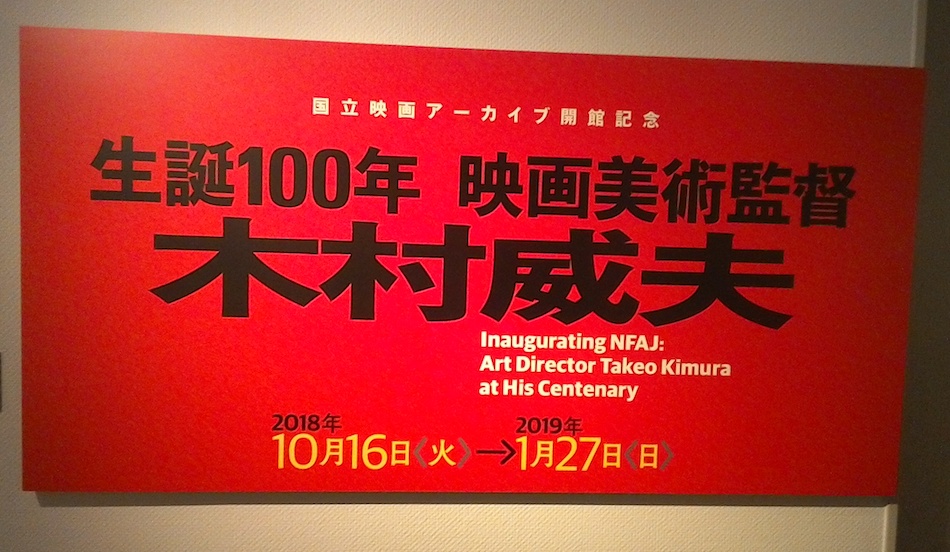 国立映画アーカイブ開館記念
生誕100年 映画美術監督
木村威夫
Inaugurating NFAJ:
Art Director Takeo Kimura
at His Centenary
2018年 2019年
10月16日〈火〉→1月27日〈日〉